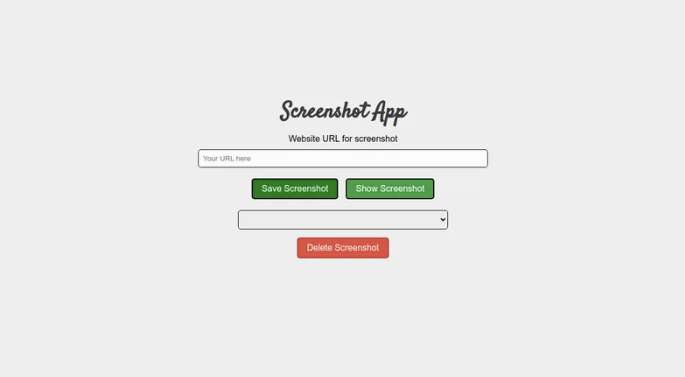 Screenshot App
Website URL for screenshot
Your URL here
Save Screenshot Show Screenshot
Delete Screenshot